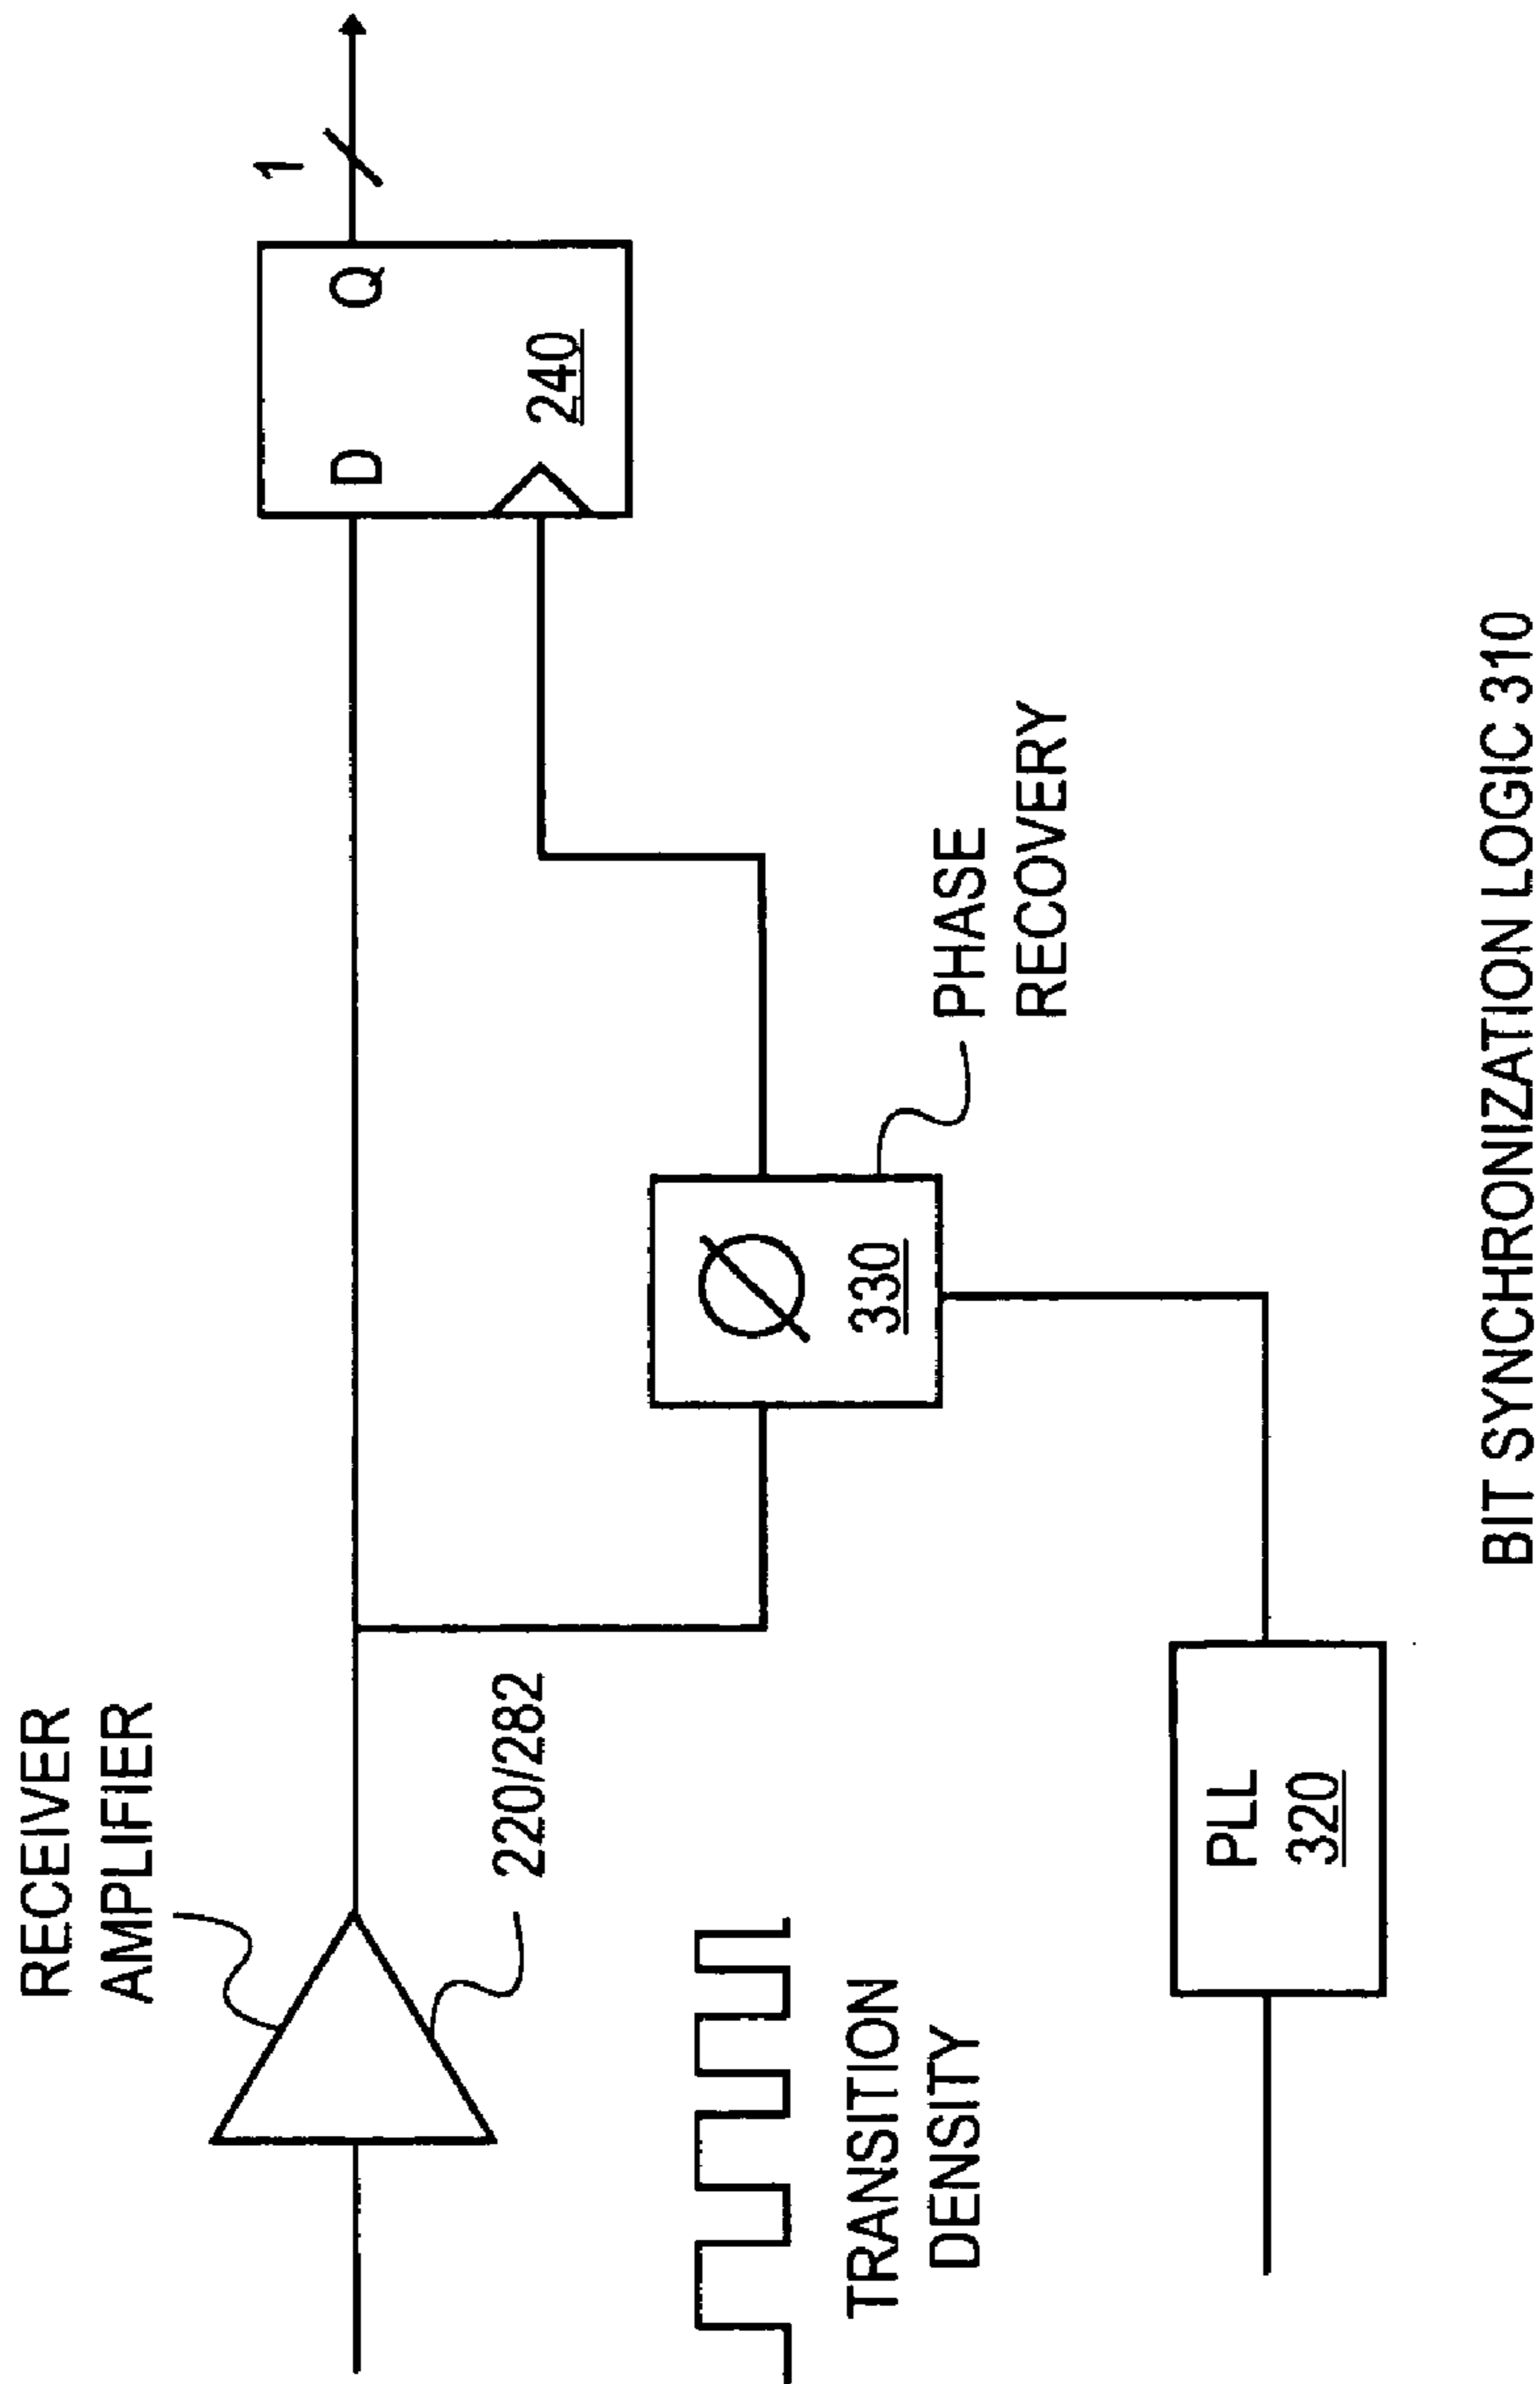 RECEIVER
AMPLIFIER
220/282
1
D
Q
240
Ø
330
PHASE
RECOVERY
TRANSITION
DENSITY
PLL
320
BIT SYNCHRONIZATION LOGIC 310